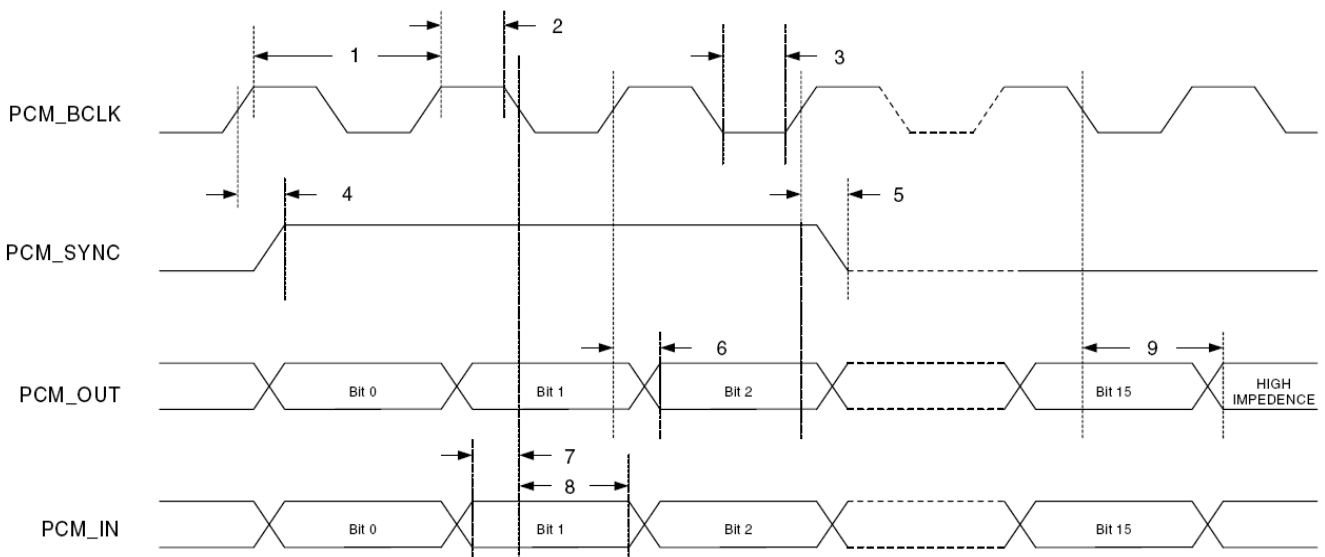 1
2
3
PCM_BCLK
4
5
PCM_SYNC
6
9
PCM_OUT
Bit 0
Bit 1
Bit 2
Bit 15
HIGH
IMPEDENCE
7
8
PCM_IN
Bit 0
Bit 1
Bit 2
Bit 15